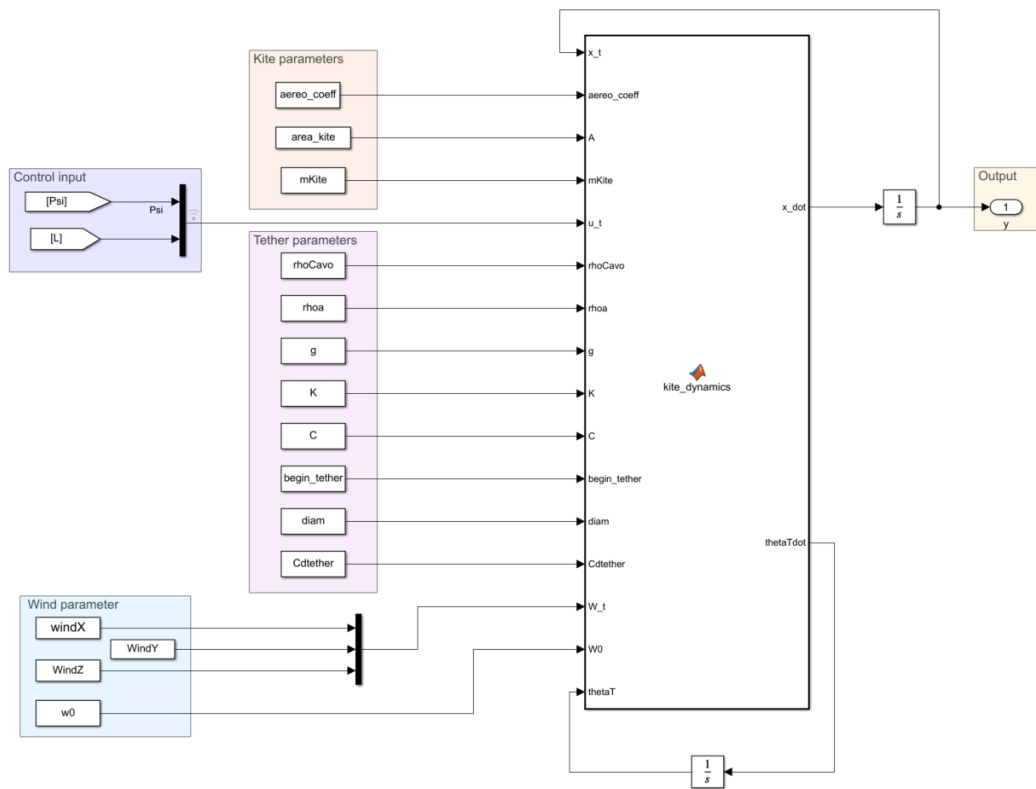 Kite parameters
aereo_coeff
area_kite
mKite
Control input
[Psi]
Psi
[L]
Tether parameters
rhoCavo
rhoa
g
K
C
begin_tether
diam
Cdtether
Wind parameter
windX
WindY
WindZ
w0
x_t
aereo_coeff
A
mKite
u_t
rhoCavo
rhoa
g
K
C
begin_tether
diam
Cdtether
W_t
W0
thetaT
kite_dynamics
x_dot
thetaTdot
1
s
Output
1
y
1
s